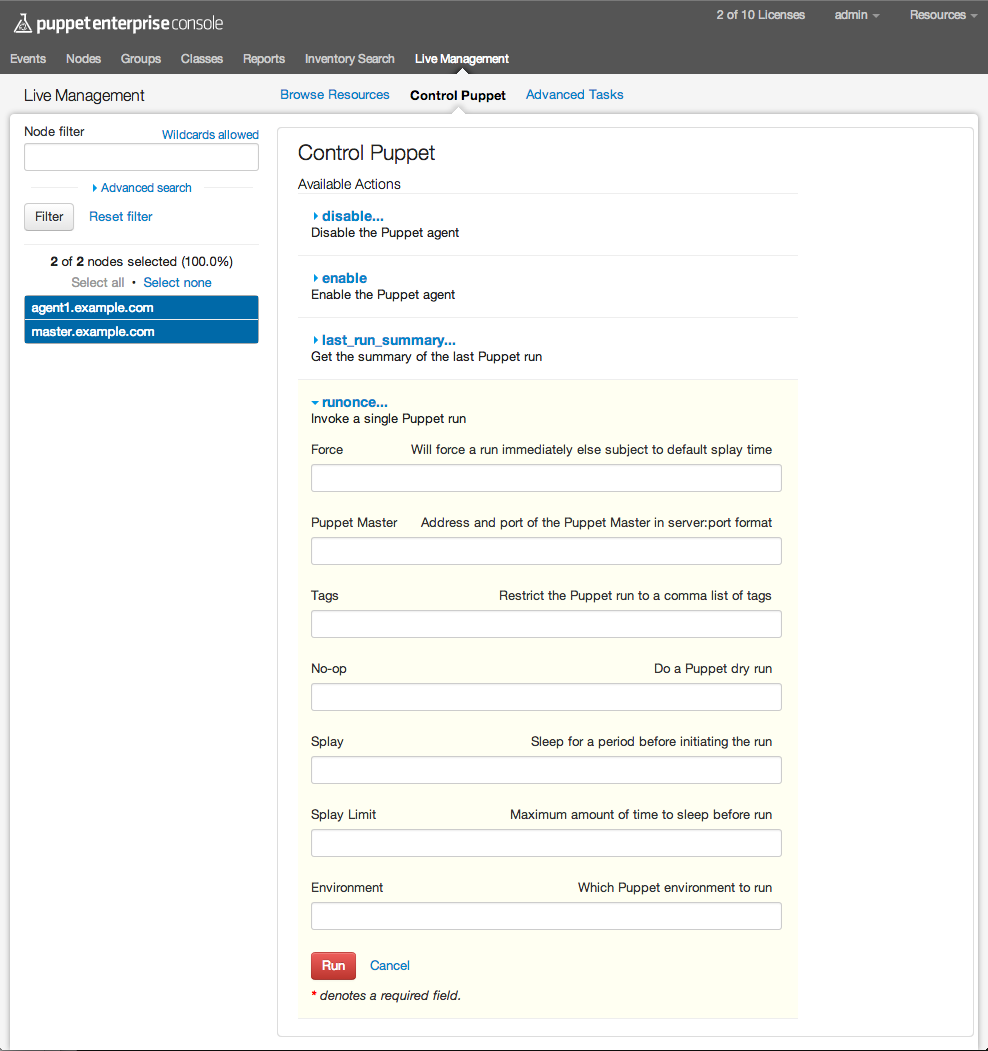 puppet enterprise console
2 of 10 Licenses admin Resources
Events Nodes Groups Classes Reports Inventory Search Live Management
Live Management
Browse Resources Control Puppet Advanced Tasks
Node filter Wildcards allowed
Advanced search
Filter Reset filter
2 of 2 nodes selected (100.0%)
Select all • Select none
agent1.example.com
master.example.com
Control Puppet
Available Actions
disable...
Disable the Puppet agent
enable
Enable the Puppet agent
last_run_summary...
Get the summary of the last Puppet run
runonce...
Invoke a single Puppet run
Force Will force a run immediately else subject to default splay time
Puppet Master Address and port of the Puppet Master in server:port format
Tags Restrict the Puppet run to a comma list of tags
No-op Do a Puppet dry run
Splay Sleep for a period before initiating the run
Splay Limit Maximum amount of time to sleep before run
Environment Which Puppet environment to run
Run Cancel
* denotes a required field.